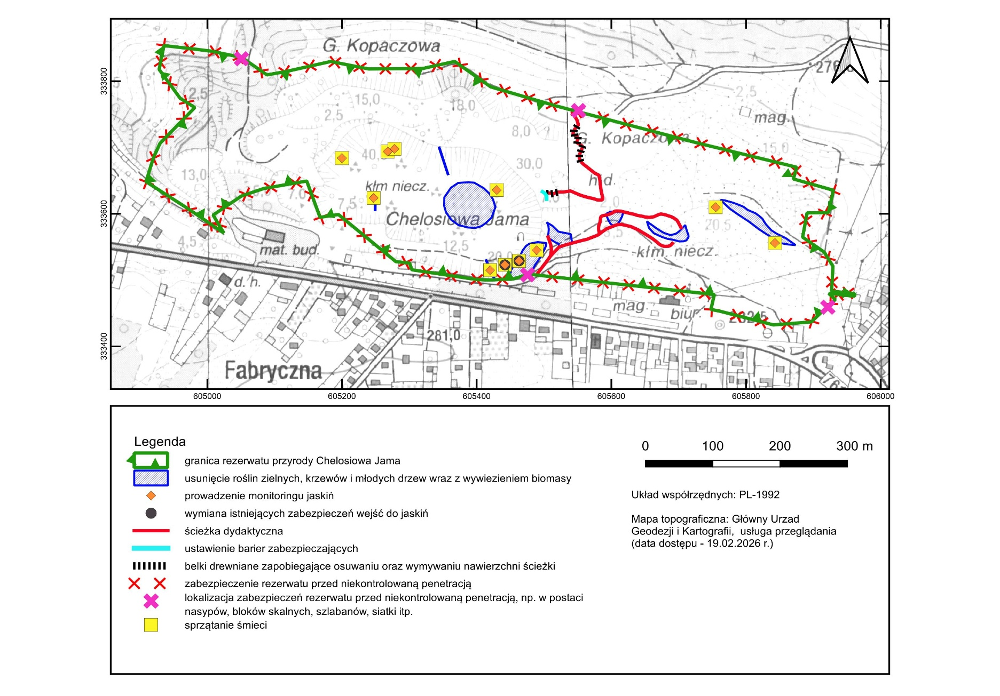 G. Kopaczowa
333800
2,5
15,0
18,0
2,5
2,5
mag.
8,0
G. Kopaczowa
15,0
40,
30,0
13,0
h d.
kłm niecz.
7,0
7,5
2,0
333600
Chelosiowa Jama
20,5
4,5
12,5
mat. bud.
20,0
kłm. niecz.
d. h.
mag.
biur.
281,0
333400
Fabryczna
76
605000
605200
605400
605600
605800
606000
Legenda
granica rezerwatu przyrody Chelosiowa Jama
usunięcie roślin zielnych, krzewów i młodych drzew wraz z wywiezieniem biomasy
prowadzenie monitoringu jaskiń
wymiana istniejących zabezpieczeń wejść do jaskiń
ścieżka dydaktyczna
ustawienie barier zabezpieczających
belki drewniane zapobiegające osuwaniu oraz wymywaniu nawierzchni ścieżki
zabezpieczenie rezerwatu przed niekontrolowaną penetracją
lokalizacja zabezpieczeń rezerwatu przed niekontrolowaną penetracją, np. w postaci
nasypów, bloków skalnych, szlabanów, siatki itp.
sprzątanie śmieci
0 100 200 300 m
Układ współrzędnych: PL-1992
Mapa topograficzna: Główny Urzad
Geodezji i Kartografii, usługa przeglądania
(data dostępu - 19.02.2026 r.)